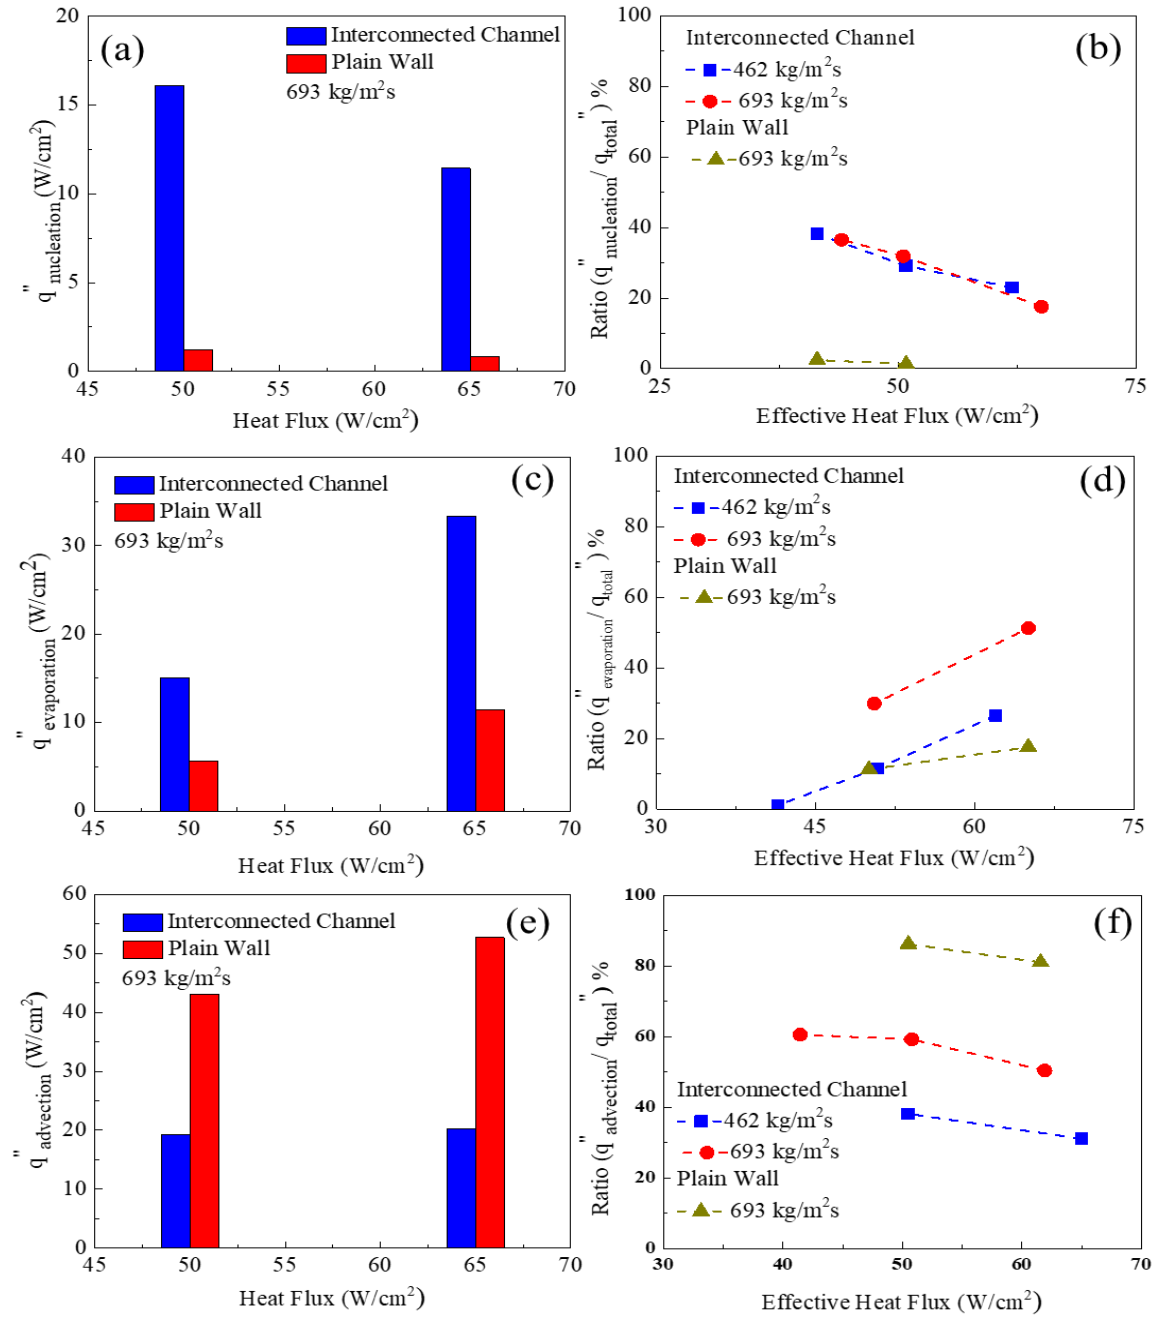 (a)
Interconnected Channel
Plain Wall
693 kg/m²s
q"nucleation (W/cm²)
20
15
10
5
0
45 50 55 60 65 70
Heat Flux (W/cm²)
(b)
Interconnected Channel
462 kg/m²s
693 kg/m²s
Plain Wall
693 kg/m²s
Ratio (q"nucleation/ q"total) %
100
80
60
40
20
0
25 50 75
Effective Heat Flux (W/cm²)
(c)
Interconnected Channel
Plain Wall
693 kg/m²s
q"evaporation (W/cm²)
40
30
20
10
0
45 50 55 60 65 70
Heat Flux (W/cm²)
(d)
Interconnected Channel
462 kg/m²s
693 kg/m²s
Plain Wall
693 kg/m²s
Ratio (q"evaporation/ q"total) %
100
80
60
40
20
0
30 45 60 75
Effective Heat Flux (W/cm²)
(e)
Interconnected Channel
Plain Wall
693 kg/m²s
q"advection (W/cm²)
60
50
40
30
20
10
0
45 50 55 60 65 70
Heat Flux (W/cm²)
(f)
Interconnected Channel
462 kg/m²s
693 kg/m²s
Plain Wall
693 kg/m²s
Ratio (q"advection/ q"total) %
100
80
60
40
20
0
30 40 50 60 70
Effective Heat Flux (W/cm²)